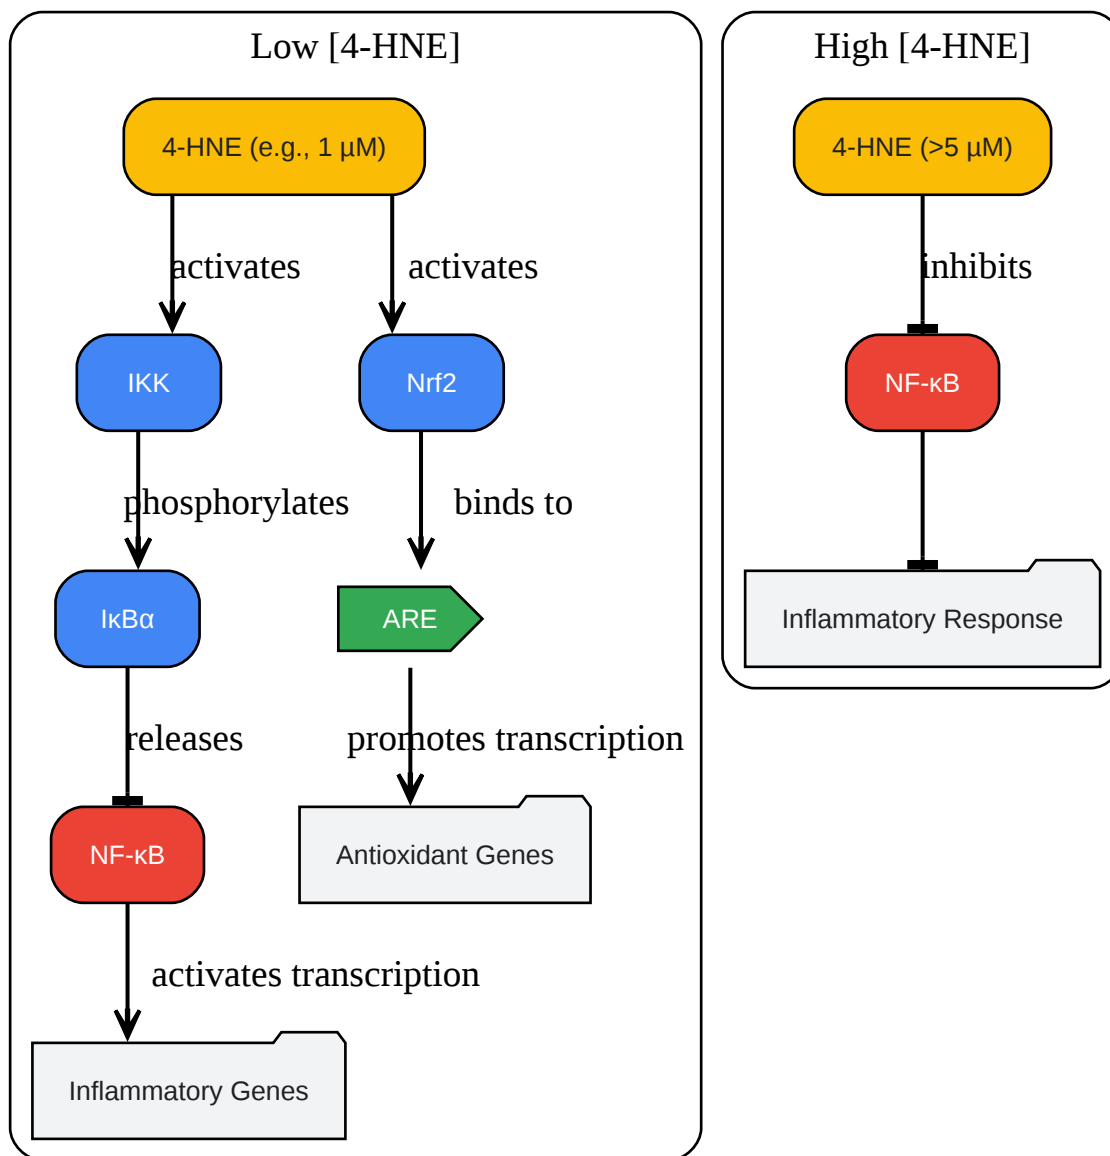 Low [4-HNE]
4-HNE (e.g., 1 µM)
activates
activates
IKK
Nrf2
phosphorylates
binds to
IκBα
ARE
releases
promotes transcription
NF-κB
Antioxidant Genes
activates transcription
Inflammatory Genes
High [4-HNE]
4-HNE (>5 µM)
inhibits
NF-κB
Inflammatory Response